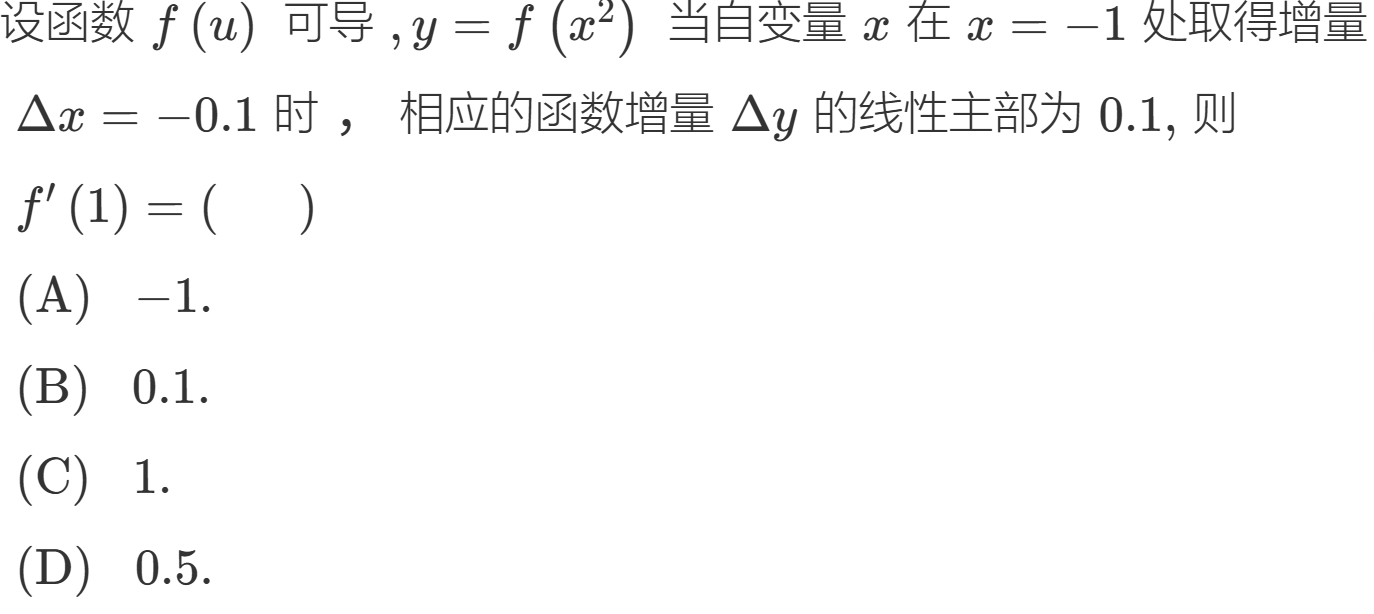 设函数 f (u) 可导 , y = f (x²) 当自变量 x 在 x = −1 处取得增量
Δx = −0.1 时 ， 相应的函数增量 Δy 的线性主部为 0.1, 则
f′ (1) = ( )
(A) −1.
(B) 0.1.
(C) 1.
(D) 0.5.